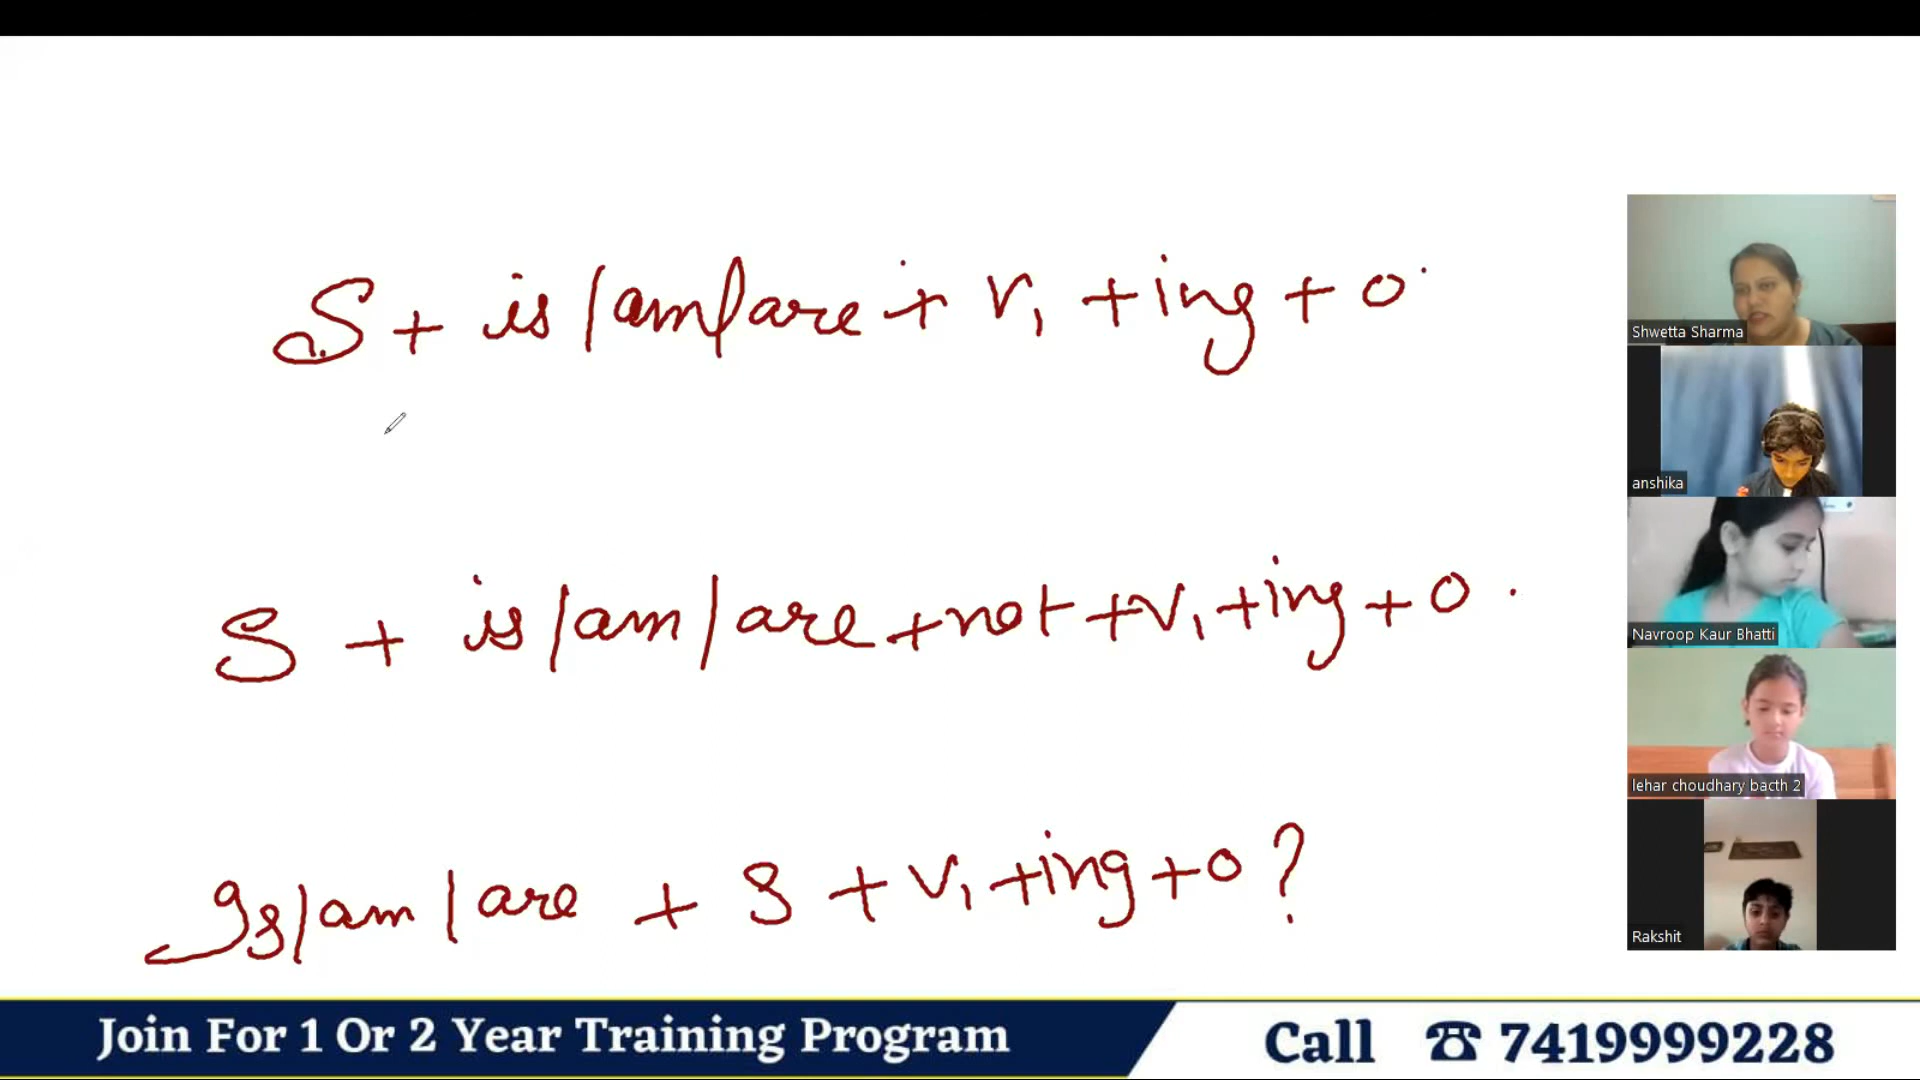 S + is / am / are + V1 + ing + O.
S + is / am / are + not + V1 + ing + O.
Is / am / are + S + V1 + ing + O ?
Shwetta Sharma
anshika
Navroop Kaur Bhatti
lehar choudhary bacth 2
Rakshit
Join For 1 Or 2 Year Training Program
Call ☎ 7419999228